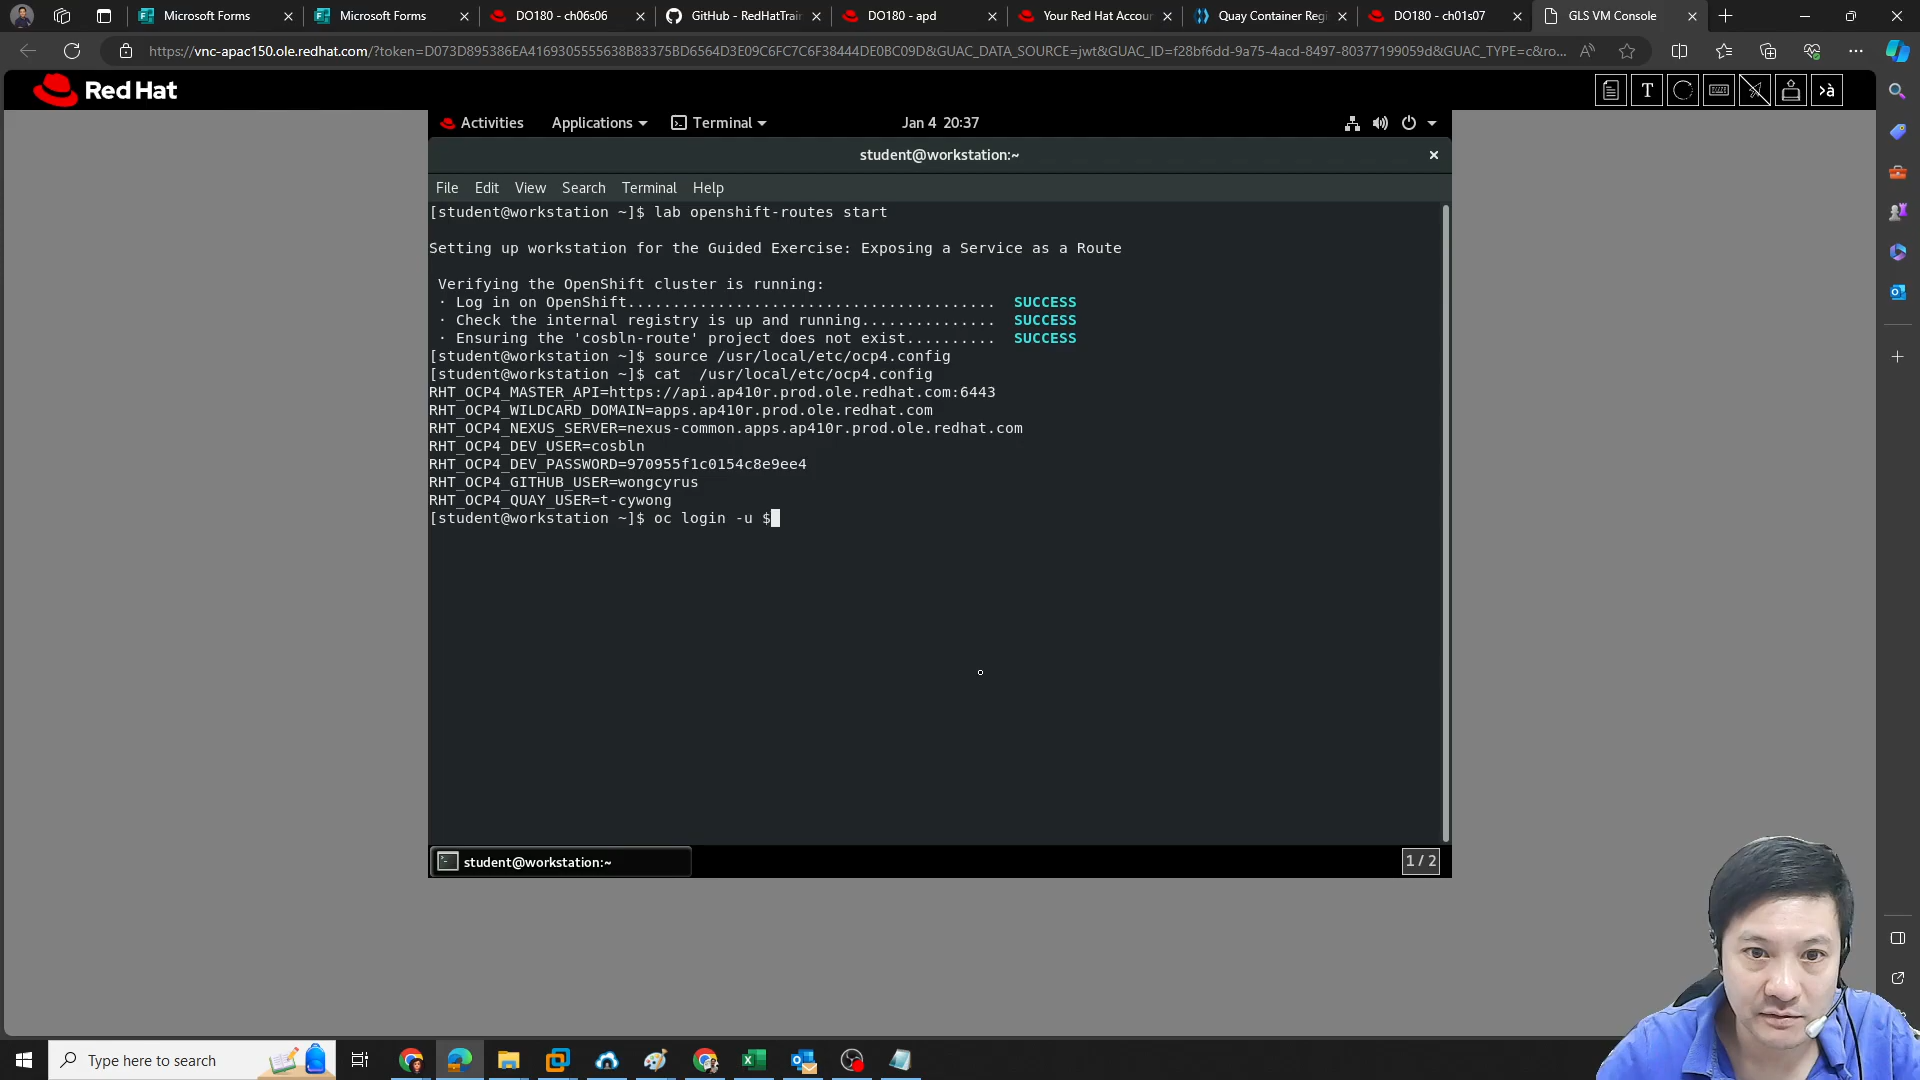 Microsoft Forms
Microsoft Forms
DO180 - ch06s06
GitHub - RedHatTrai
DO180 - apd
Your Red Hat Accoun
Quay Container Regi
DO180 - ch01s07
GLS VM Console
https://vnc-apac150.ole.redhat.com/?token=D073D895386EA4169305555638B83375BD6564D3E09C6FC7C6F38444DE0BC09D&GUAC_DATA_SOURCE=jwt&GUAC_ID=f28bf6dd-9a75-4acd-8497-80377199059d&GUAC_TYPE=c&ro...
Red Hat
Activities Applications Terminal Jan 4 20:37
student@workstation:~
File Edit View Search Terminal Help
[student@workstation ~]$ lab openshift-routes start
Setting up workstation for the Guided Exercise: Exposing a Service as a Route
Verifying the OpenShift cluster is running:
· Log in on OpenShift......................................... SUCCESS
· Check the internal registry is up and running............... SUCCESS
· Ensuring the 'cosbln-route' project does not exist.......... SUCCESS
[student@workstation ~]$ source /usr/local/etc/ocp4.config
[student@workstation ~]$ cat  /usr/local/etc/ocp4.config
RHT_OCP4_MASTER_API=https://api.ap410r.prod.ole.redhat.com:6443
RHT_OCP4_WILDCARD_DOMAIN=apps.ap410r.prod.ole.redhat.com
RHT_OCP4_NEXUS_SERVER=nexus-common.apps.ap410r.prod.ole.redhat.com
RHT_OCP4_DEV_USER=cosbln
RHT_OCP4_DEV_PASSWORD=970955f1c0154c8e9ee4
RHT_OCP4_GITHUB_USER=wongcyrus
RHT_OCP4_QUAY_USER=t-cywong
[student@workstation ~]$ oc login -u $
student@workstation:~
1 / 2
Type here to search